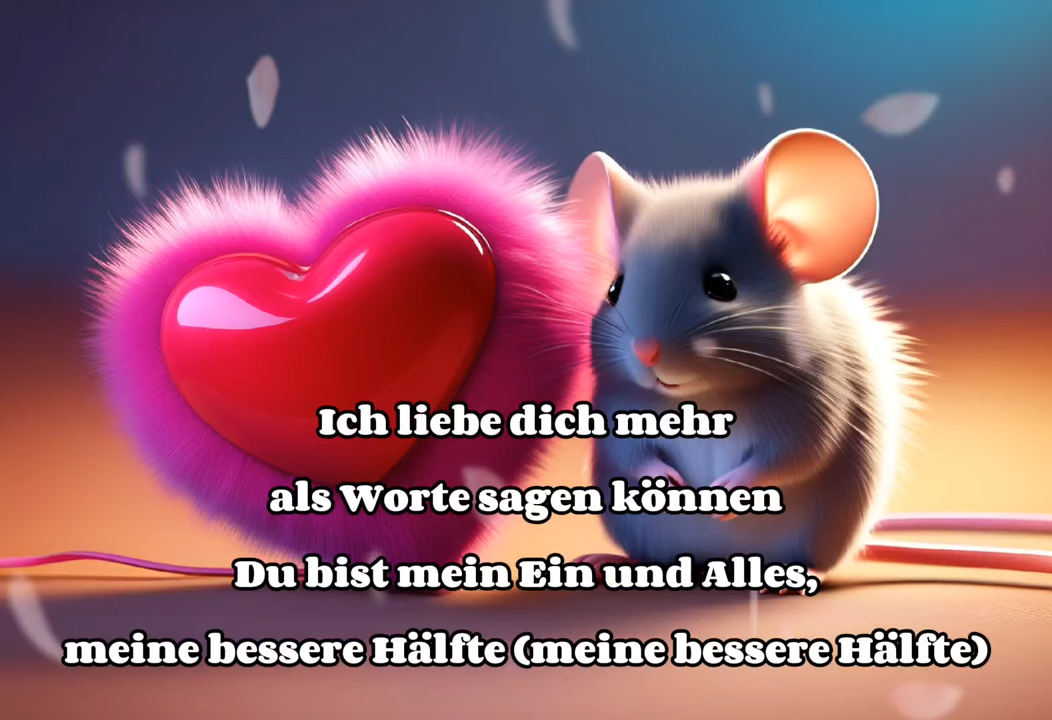 Ich liebe dich mehr
als Worte sagen können
Du bist mein Ein und Alles,
meine bessere Hälfte (meine bessere Hälfte)